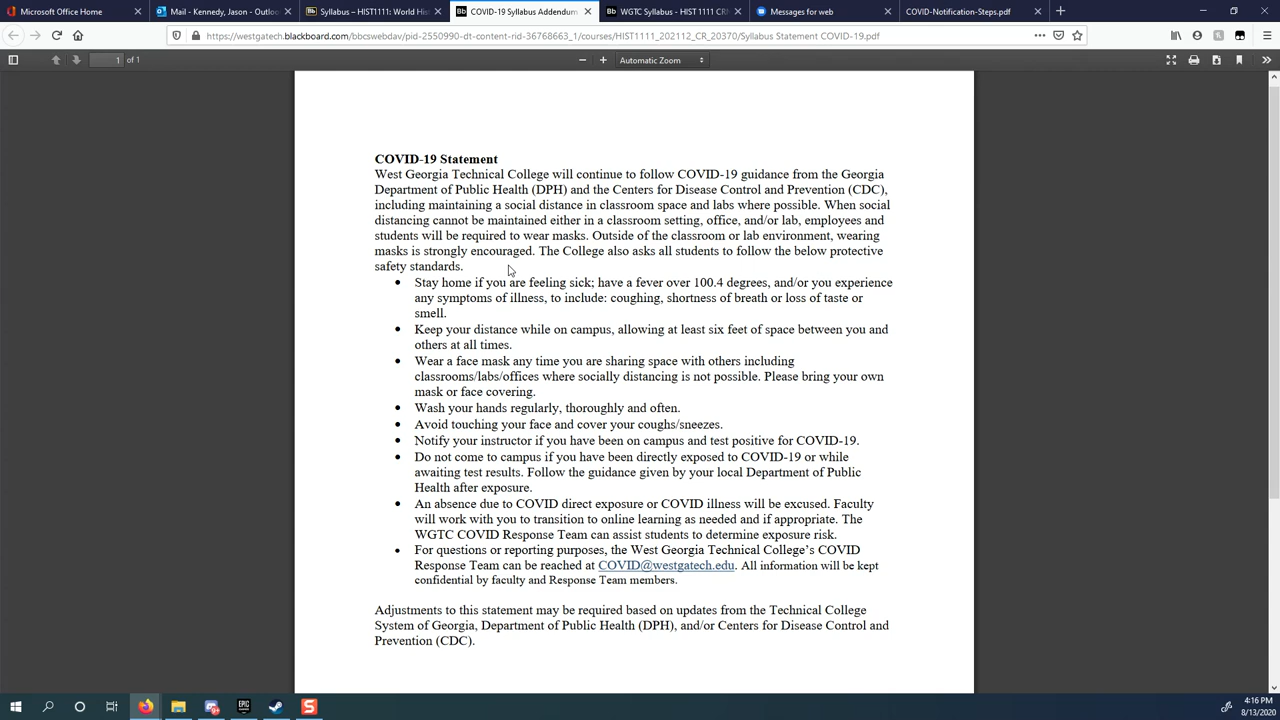 Microsoft Office Home
Mail - Kennedy, Jason - Outloo
Syllabus – HIST1111: World His
COVID-19 Syllabus Addendum
WGTC Syllabus - HIST 1111 CRN
Messages for web
COVID-Notification-Steps.pdf
https://westgatech.blackboard.com/bbcswebdav/pid-2550990-dt-content-rid-36768663_1/courses/HIST1111_202112_CR_20370/Syllabus Statement COVID-19.pdf
1 of 1
Automatic Zoom
COVID-19 Statement
West Georgia Technical College will continue to follow COVID-19 guidance from the Georgia
Department of Public Health (DPH) and the Centers for Disease Control and Prevention (CDC),
including maintaining a social distance in classroom space and labs where possible. When social
distancing cannot be maintained either in a classroom setting, office, and/or lab, employees and
students will be required to wear masks. Outside of the classroom or lab environment, wearing
masks is strongly encouraged. The College also asks all students to follow the below protective
safety standards.
• Stay home if you are feeling sick; have a fever over 100.4 degrees, and/or you experience
any symptoms of illness, to include: coughing, shortness of breath or loss of taste or
smell.
• Keep your distance while on campus, allowing at least six feet of space between you and
others at all times.
• Wear a face mask any time you are sharing space with others including
classrooms/labs/offices where socially distancing is not possible. Please bring your own
mask or face covering.
• Wash your hands regularly, thoroughly and often.
• Avoid touching your face and cover your coughs/sneezes.
• Notify your instructor if you have been on campus and test positive for COVID-19.
• Do not come to campus if you have been directly exposed to COVID-19 or while
awaiting test results. Follow the guidance given by your local Department of Public
Health after exposure.
• An absence due to COVID direct exposure or COVID illness will be excused. Faculty
will work with you to transition to online learning as needed and if appropriate. The
WGTC COVID Response Team can assist students to determine exposure risk.
• For questions or reporting purposes, the West Georgia Technical College’s COVID
Response Team can be reached at COVID@westgatech.edu. All information will be kept
confidential by faculty and Response Team members.
Adjustments to this statement may be required based on updates from the Technical College
System of Georgia, Department of Public Health (DPH), and/or Centers for Disease Control and
Prevention (CDC).
EPIC
S
4:16 PM
8/13/2020